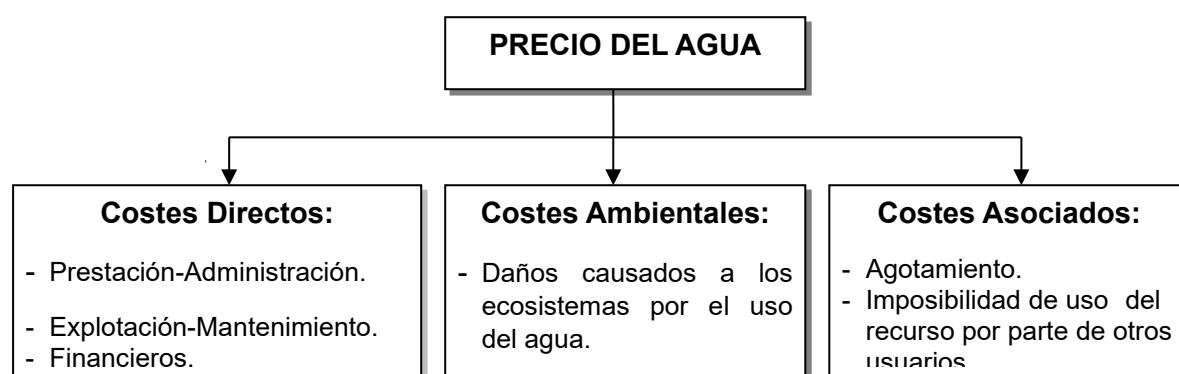 PRECIO DEL AGUA
Costes Directos:
- Prestación-Administración.
- Explotación-Mantenimiento.
- Financieros.
Costes Ambientales:
- Daños causados a los
ecosistemas por el uso
del agua.
Costes Asociados:
- Agotamiento.
- Imposibilidad de uso del
recurso por parte de otros
usuarios